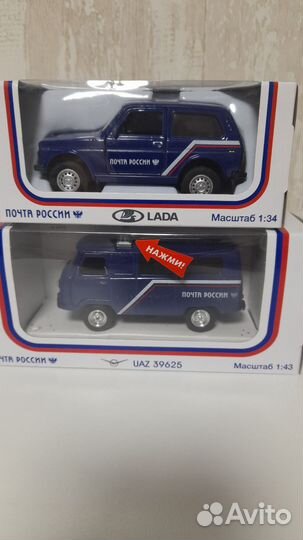 ПОЧТА РОССИИ
ПОЧТА РОССИИ
LADA
Масштаб 1:34
НАЖМИ!
ПОЧТА РОССИИ
ПОЧТА РОССИИ
UAZ 39625
Масштаб 1:43
Avito